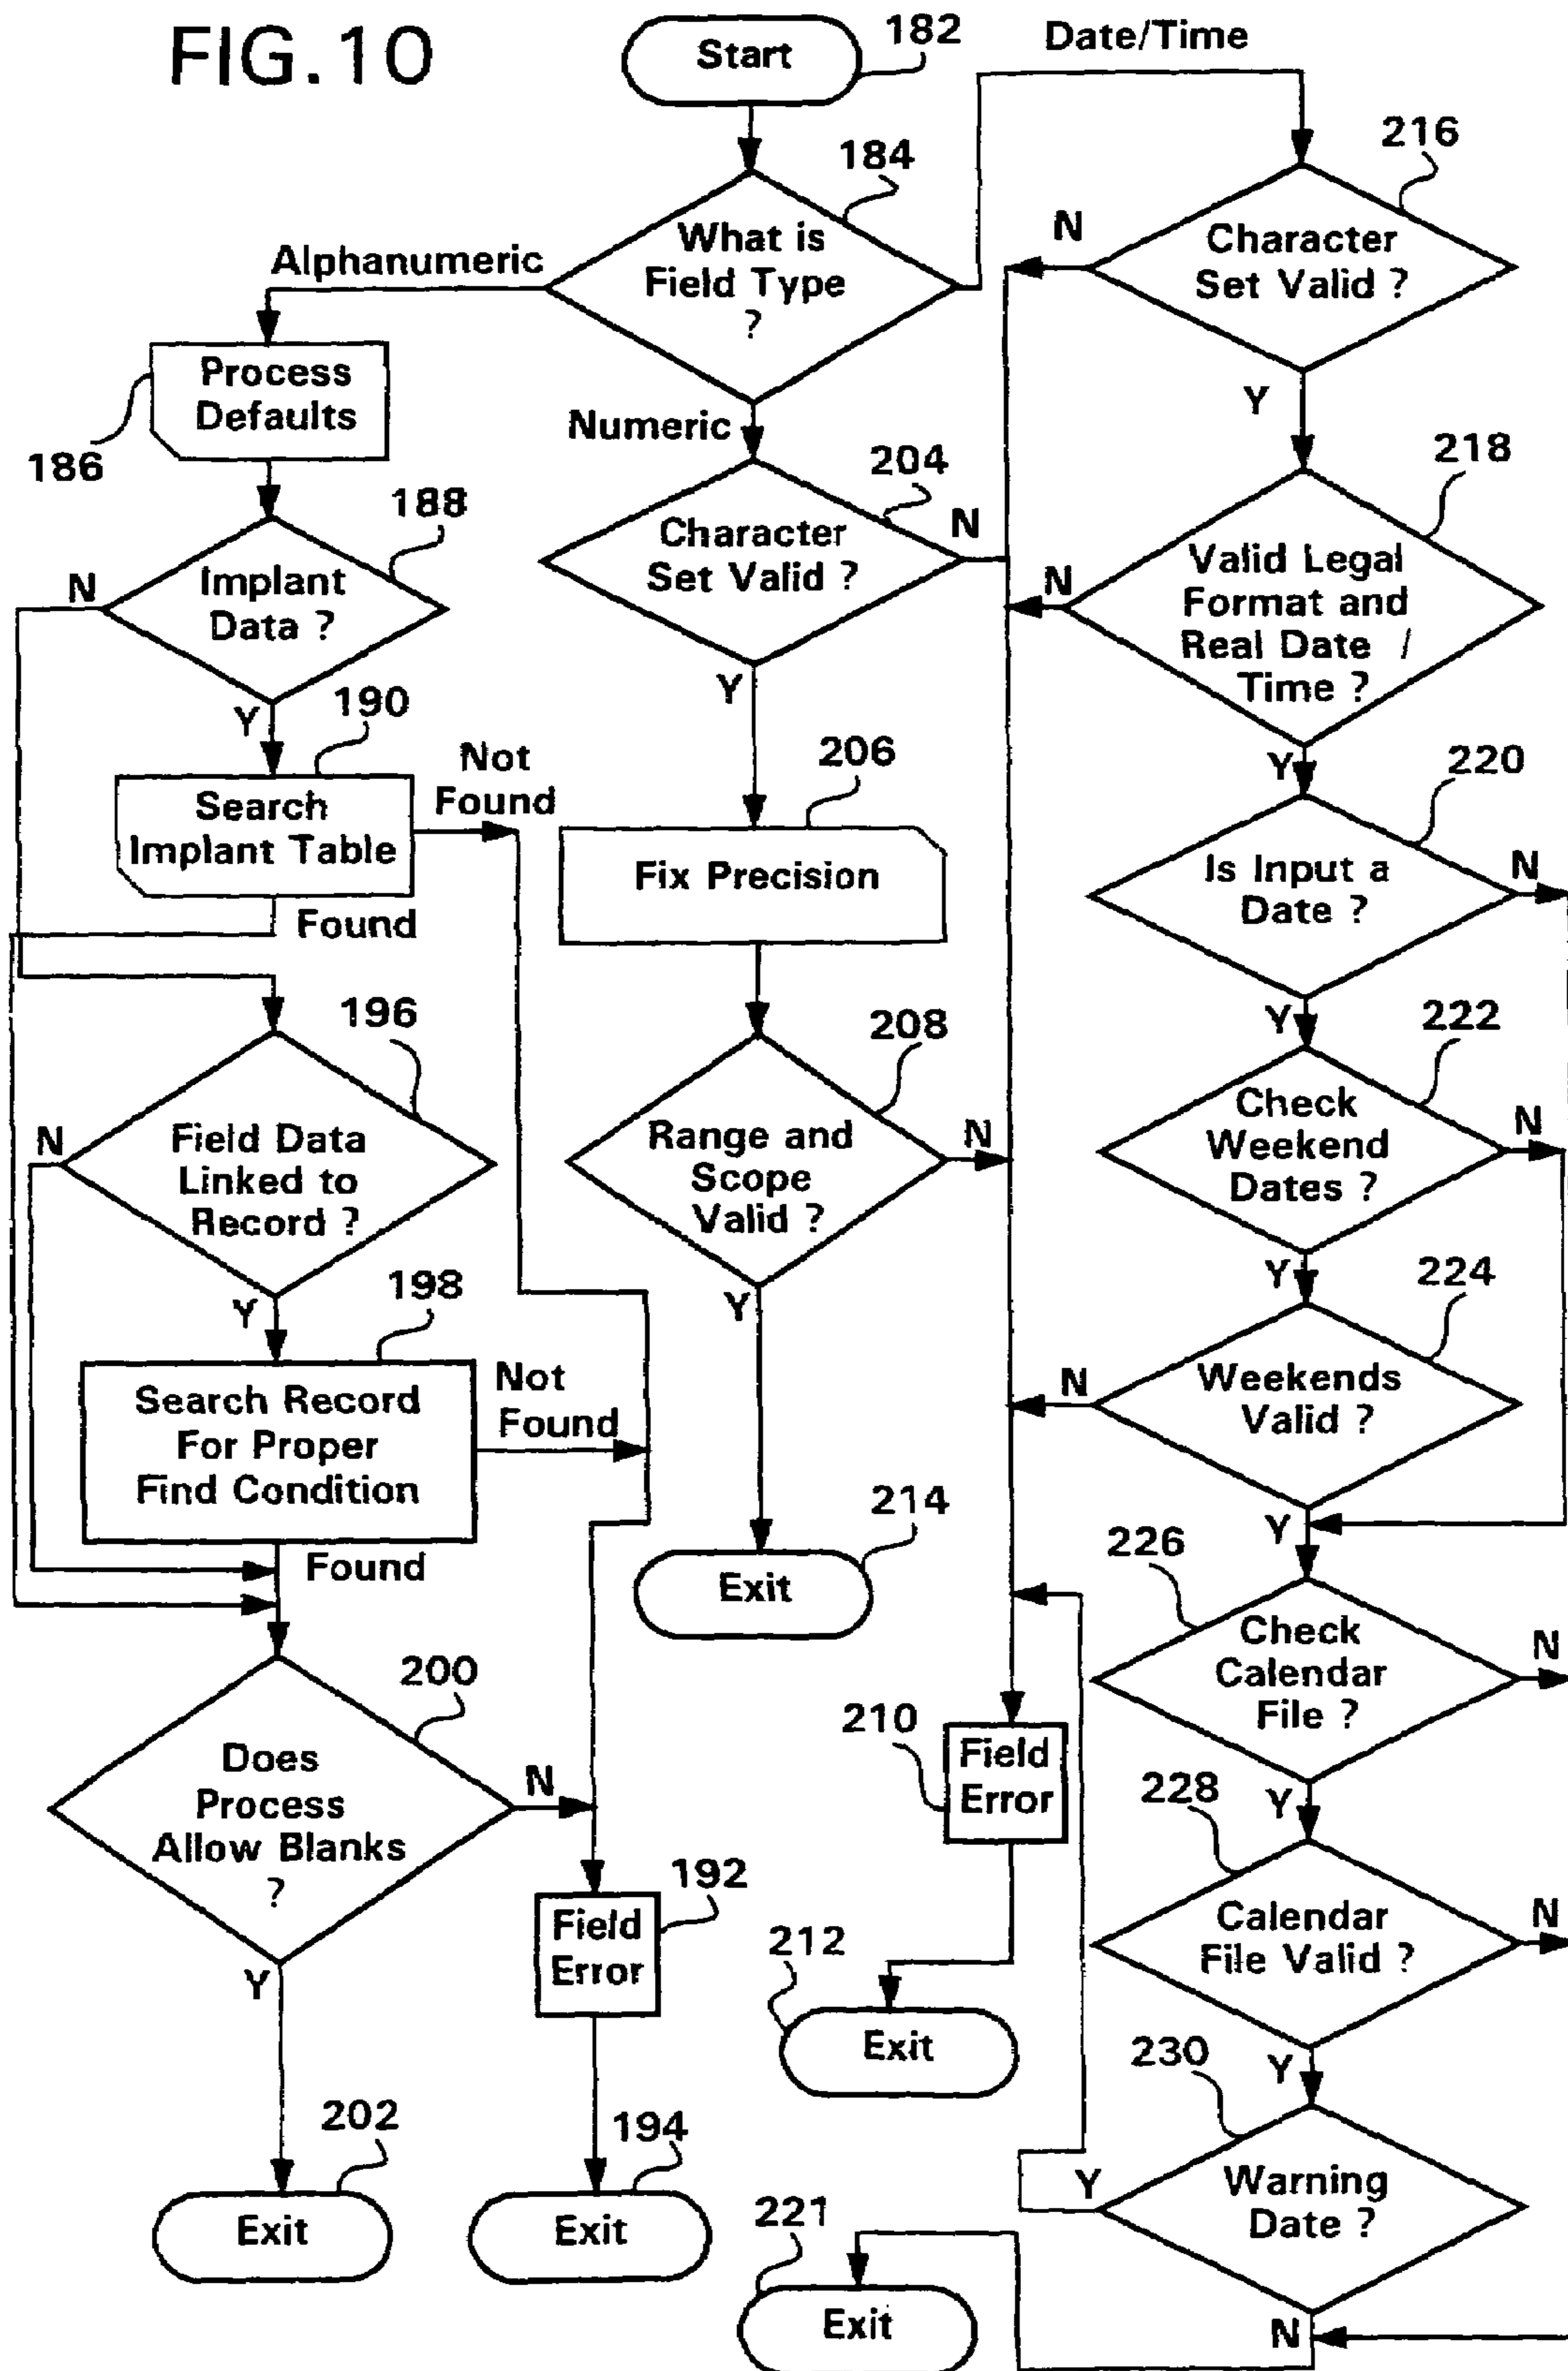 FIG.10
Start
182
Date/Time
184
What is
Field Type
?
Alphanumeric
Process
Defaults
186
188
Implant
Data ?
N
Y
190
Search
Implant Table
Not
Found
Found
196
Field Data
Linked to
Record ?
N
Y
198
Search Record
For Proper
Find Condition
Not
Found
Found
200
Does
Process
Allow Blanks
?
N
Y
192
Field
Error
202
Exit
194
Exit
Numeric
204
Character
Set Valid ?
N
Y
206
Fix Precision
208
Range and
Scope
Valid ?
N
Y
214
Exit
210
Field
Error
212
Exit
216
Character
Set Valid ?
N
Y
218
Valid Legal
Format and
Real Date /
Time ?
N
Y
220
Is Input a
Date ?
N
Y
222
Check
Weekend
Dates ?
N
Y
224
Weekends
Valid ?
N
Y
226
Check
Calendar
File ?
N
Y
228
Calendar
File Valid ?
N
Y
230
Warning
Date ?
Y
N
221
Exit